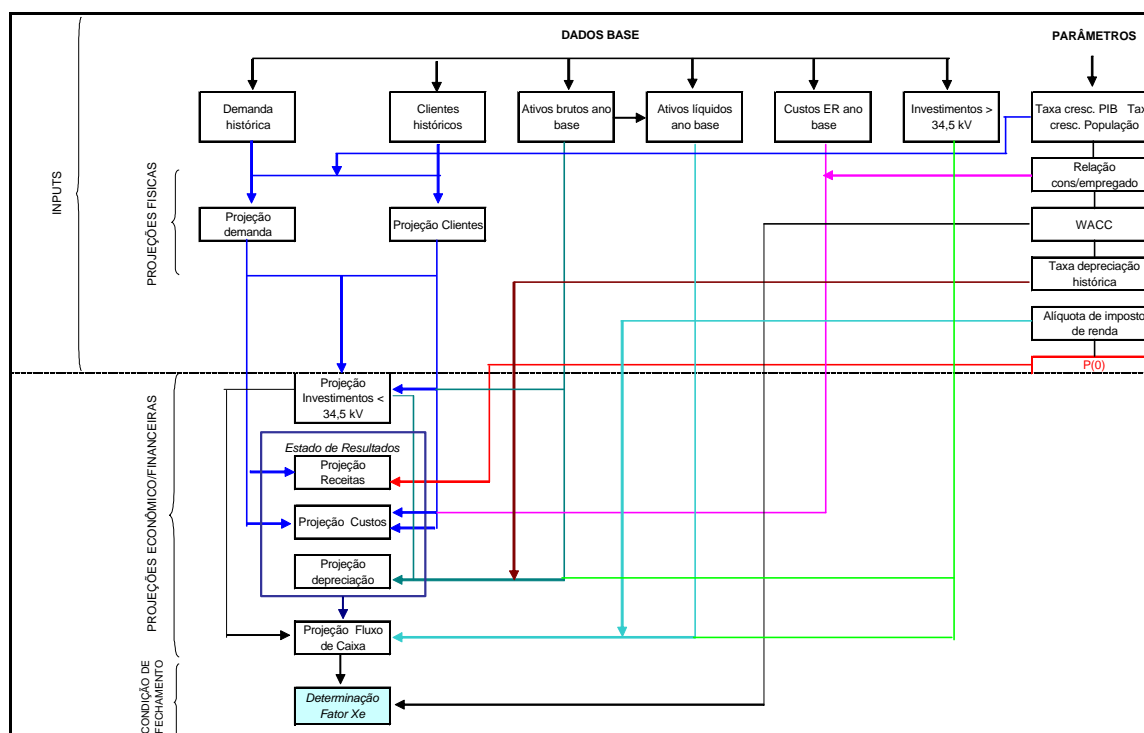 DADOS BASE
PARÂMETROS
INPUTS
Demanda
histórica
Clientes
históricos
Ativos brutos ano
base
Ativos líquidos
ano base
Custos ER ano
base
Investimentos >
34,5 kV
Taxa cresc. PIB Tax
cresc. População
Relação
cons/empregado
WACC
Taxa depreciação
histórica
Alíquota de imposto
de renda
P(0)
PROJEÇÕES FISICAS
Projeção
demanda
Projeção Clientes
PROJEÇÕES ECONÔMICO/FINANCEIRAS
Projeção
Investimentos <
34,5 kV
Estado de Resultados
Projeção
Receitas
Projeção Custos
Projeção
depreciação
Projeção Fluxo
de Caixa
CONDIÇÃO DE
FECHAMENTO
Determinação
Fator Xe